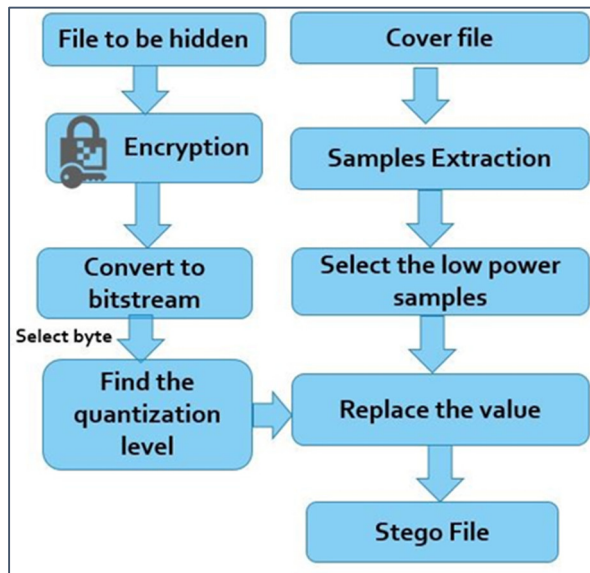 File to be hidden
Encryption
Convert to
bitstream
Select byte
Find the
quantization
level
Cover file
Samples Extraction
Select the low power
samples
Replace the value
Stego File